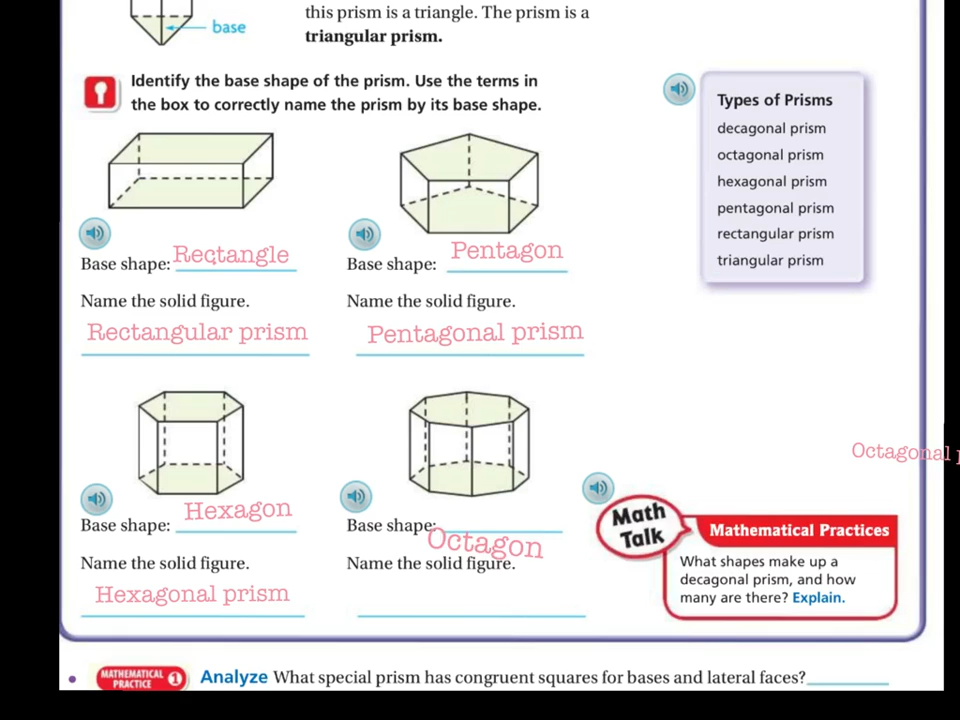 this prism is a triangle. The prism is a
base
triangular prism.
Identify the base shape of the prism. Use the terms in
the box to correctly name the prism by its base shape.
Types of Prisms
decagonal prism
octagonal prism
hexagonal prism
pentagonal prism
rectangular prism
triangular prism
Base shape: Rectangle
Name the solid figure.
Rectangular prism
Base shape: Pentagon
Name the solid figure.
Pentagonal prism
Base shape: Hexagon
Name the solid figure.
Hexagonal prism
Base shape:
Octagon
Name the solid figure.
Octagonal p
Math
Talk
Mathematical Practices
What shapes make up a
decagonal prism, and how
many are there? Explain.
MATHEMATICAL
PRACTICE 1
Analyze What special prism has congruent squares for bases and lateral faces?